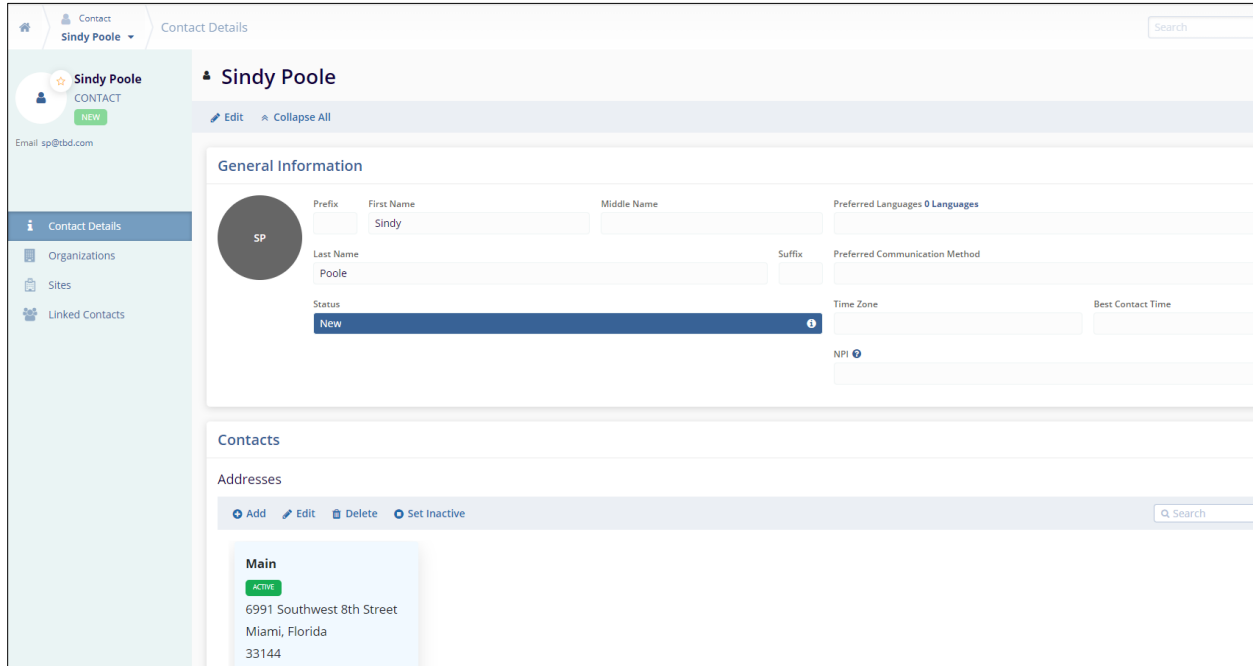 Contact
Sindy Poole
Contact Details
Search
Sindy Poole
CONTACT
NEW
Email sp@tbd.com
Contact Details
Organizations
Sites
Linked Contacts
Sindy Poole
Edit Collapse All
General Information
SP
Prefix First Name Middle Name Preferred Languages 0 Languages
Sindy
Last Name Suffix Preferred Communication Method
Poole
Status Time Zone Best Contact Time
New
NPI
Contacts
Addresses
Add Edit Delete Set Inactive Search
Main
ACTIVE
6991 Southwest 8th Street
Miami, Florida
33144